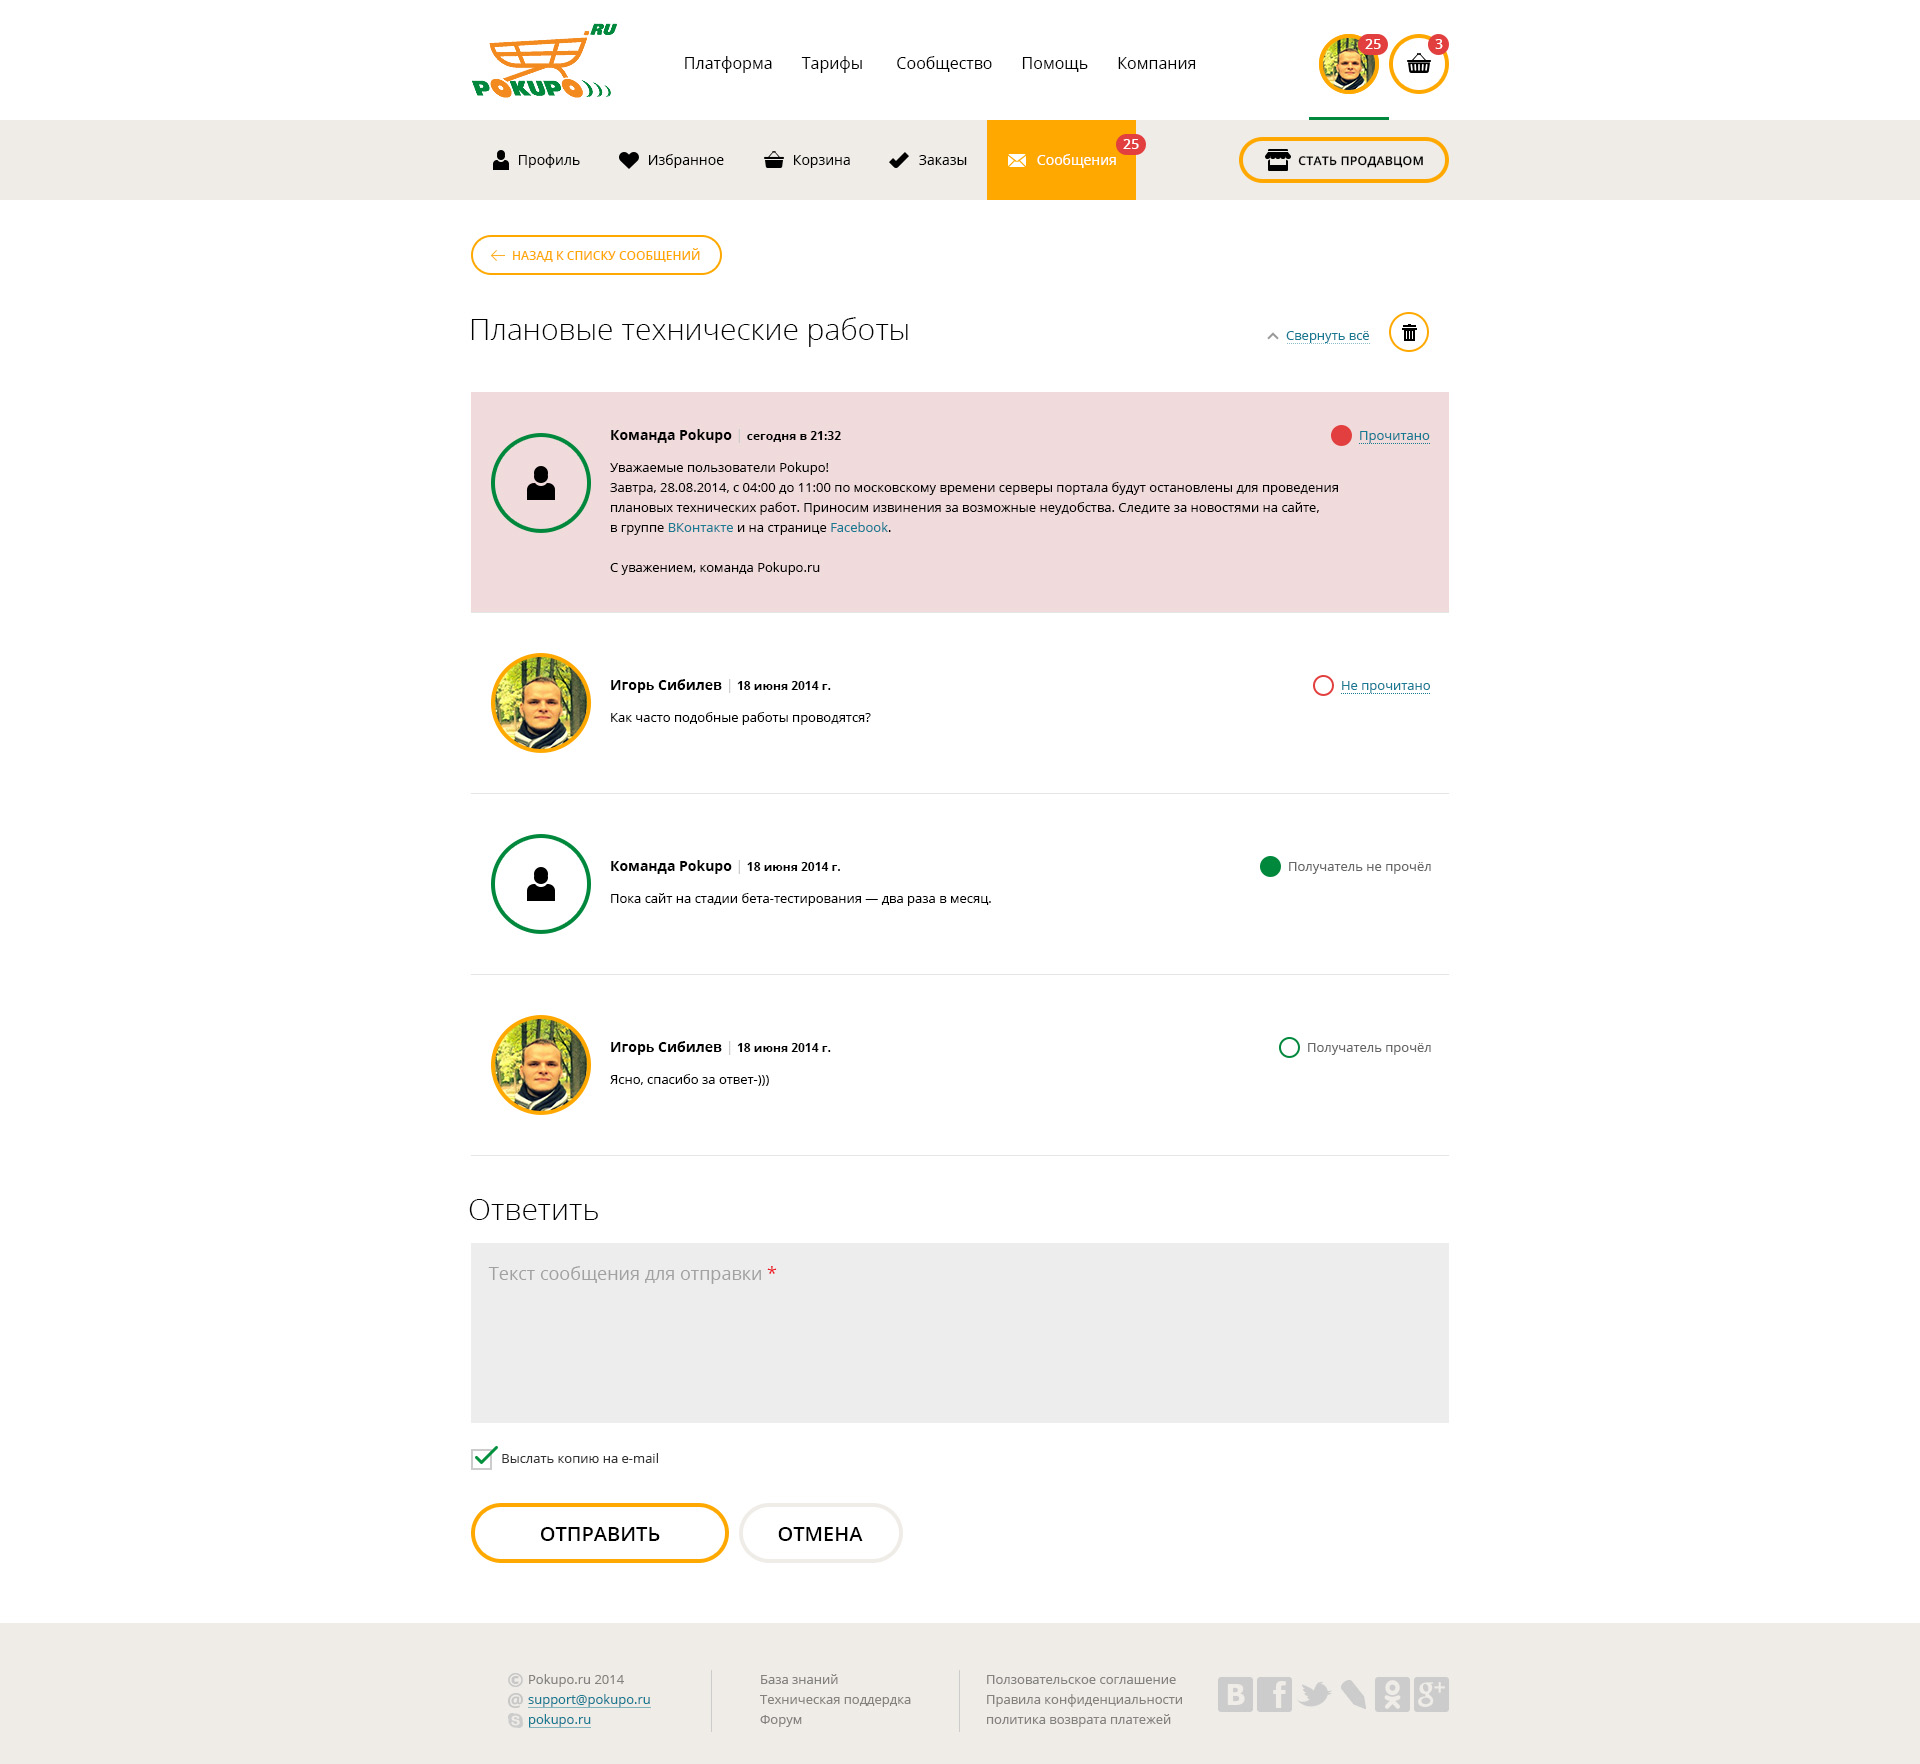 .RU
POKUPO
Платформа Тарифы Сообщество Помощь Компания
25 3
Профиль Избранное Корзина Заказы Сообщения 25 СТАТЬ ПРОДАВЦОМ
НАЗАД К СПИСКУ СООБЩЕНИЙ
Плановые технические работы
Свернуть всё
Команда Pokupo | сегодня в 21:32
Прочитано
Уважаемые пользователи Pokupo!
Завтра, 28.08.2014, с 04:00 до 11:00 по московскому времени серверы портала будут остановлены для проведения
плановых технических работ. Приносим извинения за возможные неудобства. Следите за новостями на сайте,
в группе ВКонтакте и на странице Facebook.
С уважением, команда Pokupo.ru
Игорь Сибилев | 18 июня 2014 г.
Не прочитано
Как часто подобные работы проводятся?
Команда Pokupo | 18 июня 2014 г.
Получатель не прочёл
Пока сайт на стадии бета-тестирования — два раза в месяц.
Игорь Сибилев | 18 июня 2014 г.
Получатель прочёл
Ясно, спасибо за ответ-)))
Ответить
Текст сообщения для отправки *
Выслать копию на e-mail
ОТПРАВИТЬ ОТМЕНА
© Pokupo.ru 2014
@ support@pokupo.ru
pokupo.ru
База знаний
Техническая поддердка
Форум
Ползовательское соглашение
Правила конфиденциальности
политика возврата платежей